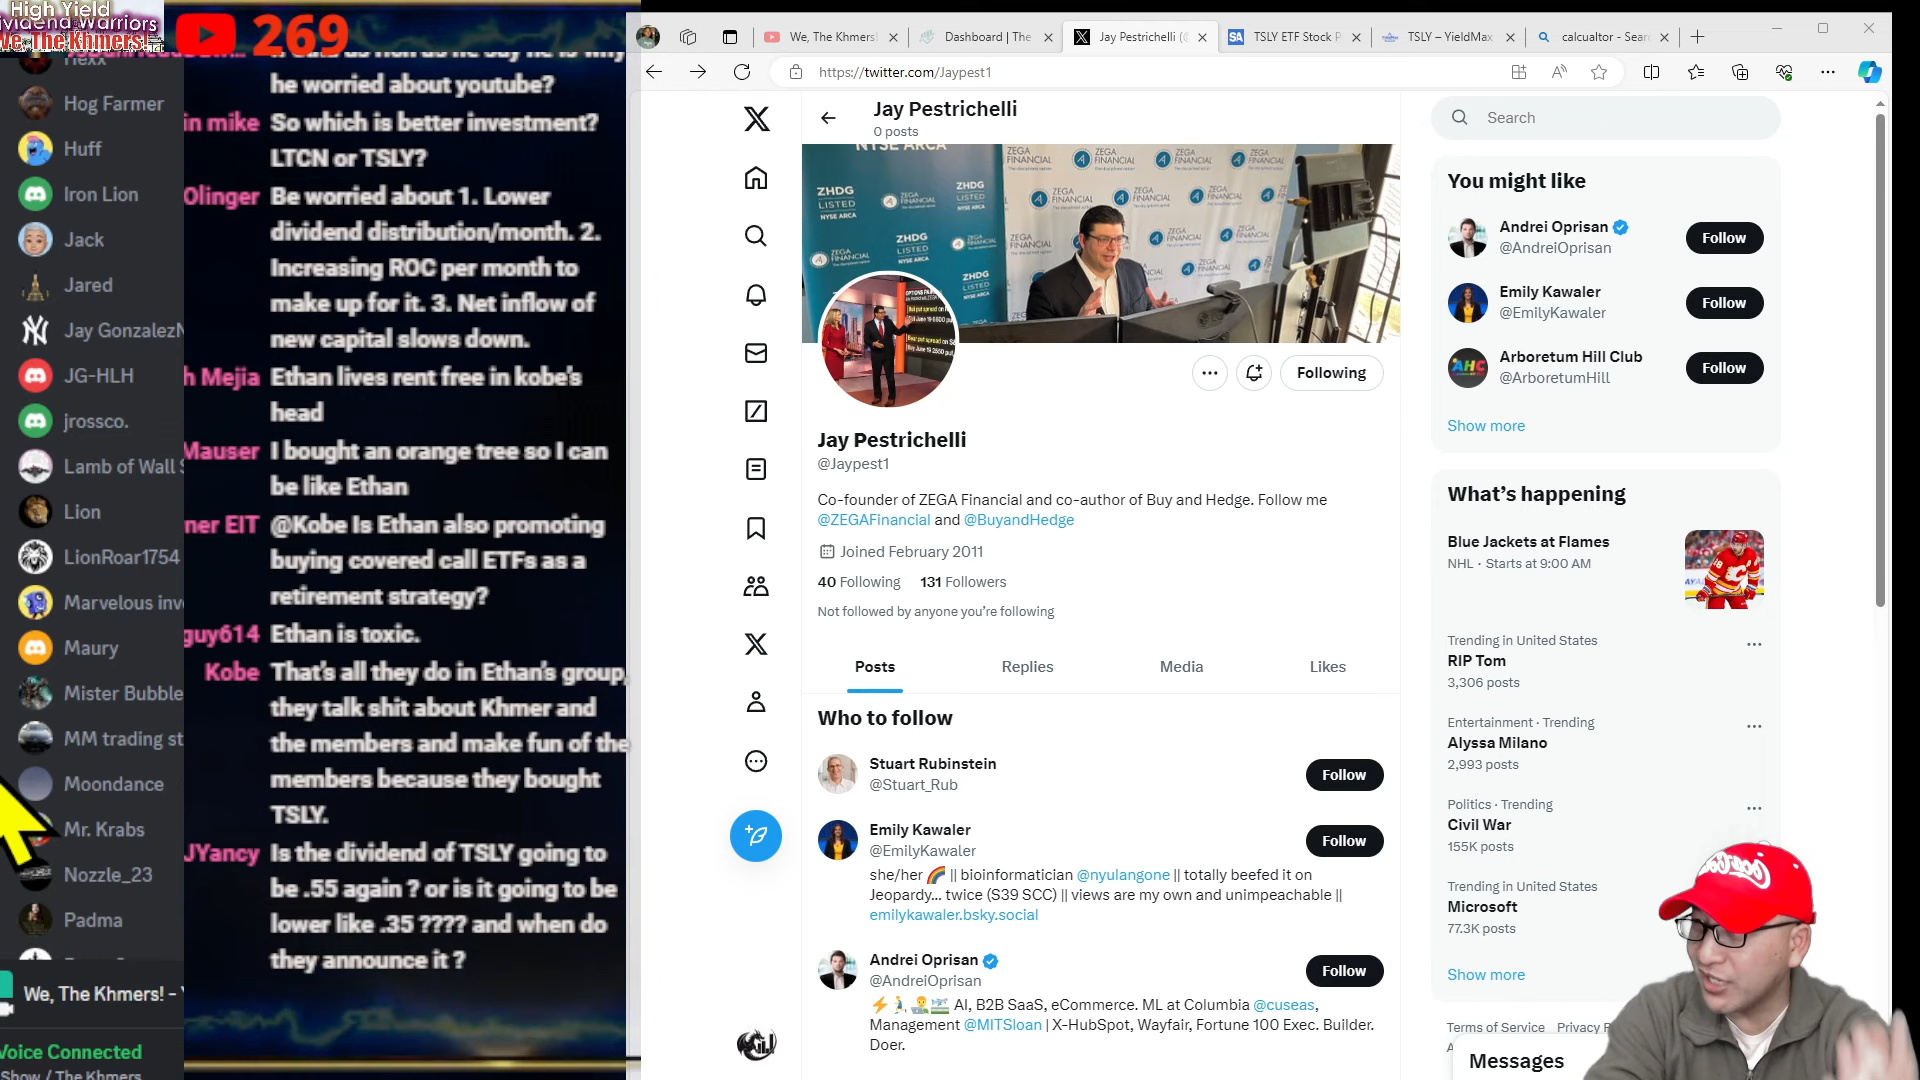 High Yield
Dividend Warriors
We, The Khmers!
269
Hexx
Hog Farmer
Huff
Iron Lion
Jack
Jared
Jay Gonzalez
JG-HLH
jrossco.
Lamb of Wall S
Lion
LionRoar1754
Marvelous inv
Maury
Mister Bubble
MM trading st
Moondance
Mr. Krabs
Nozzle_23
Padma
We, The Khmers! -
Voice Connected
Show / The Khmers
he worried about youtube?
in mike So which is better investment?
LTCN or TSLY?
Olinger Be worried about 1. Lower
dividend distribution/month. 2.
Increasing ROC per month to
make up for it. 3. Net inflow of
new capital slows down.
h Mejia Ethan lives rent free in kobe's
head
Mauser I bought an orange tree so I can
be like Ethan
ner EIT @Kobe Is Ethan also promoting
buying covered call ETFs as a
retirement strategy?
guy614 Ethan is toxic.
Kobe That's all they do in Ethan's group,
they talk shit about Khmer and
the members and make fun of the
members because they bought
TSLY.
JYancy Is the dividend of TSLY going to
be .55 again ? or is it going to be
lower like .35 ???? and when do
they announce it ?
We, The Khmers!
Dashboard | The
Jay Pestrichelli (@
SA TSLY ETF Stock P
TSLY – YieldMax
calcualtor - Sear
https://twitter.com/Jaypest1
Jay Pestrichelli
0 posts
NYSE ARCA
ZHDG
LISTED
NYSE ARCA
ZEGA
FINANCIAL
Following
Jay Pestrichelli
@Jaypest1
Co-founder of ZEGA Financial and co-author of Buy and Hedge. Follow me
@ZEGAFinancial and @BuyandHedge
Joined February 2011
40 Following 131 Followers
Not followed by anyone you're following
Posts Replies Media Likes
Who to follow
Stuart Rubinstein
@Stuart_Rub
Follow
Emily Kawaler
@EmilyKawaler
Follow
she/her 🌈 || bioinformatician @nyulangone || totally beefed it on
Jeopardy... twice (S39 SCC) || views are my own and unimpeachable ||
emilykawaler.bsky.social
Andrei Oprisan
@AndreiOprisan
Follow
AI, B2B SaaS, eCommerce. ML at Columbia @cuseas,
Management @MITSloan | X-HubSpot, Wayfair, Fortune 100 Exec. Builder.
Doer.
Search
You might like
Andrei Oprisan
@AndreiOprisan
Follow
Emily Kawaler
@EmilyKawaler
Follow
AHC
Arboretum Hill Club
@ArboretumHill
Follow
Show more
What's happening
Blue Jackets at Flames
NHL · Starts at 9:00 AM
Trending in United States
RIP Tom
3,306 posts
Entertainment · Trending
Alyssa Milano
2,993 posts
Politics · Trending
Civil War
155K posts
Trending in United States
Microsoft
77.3K posts
Show more
Terms of Service Privacy P
Messages
Coca-Cola